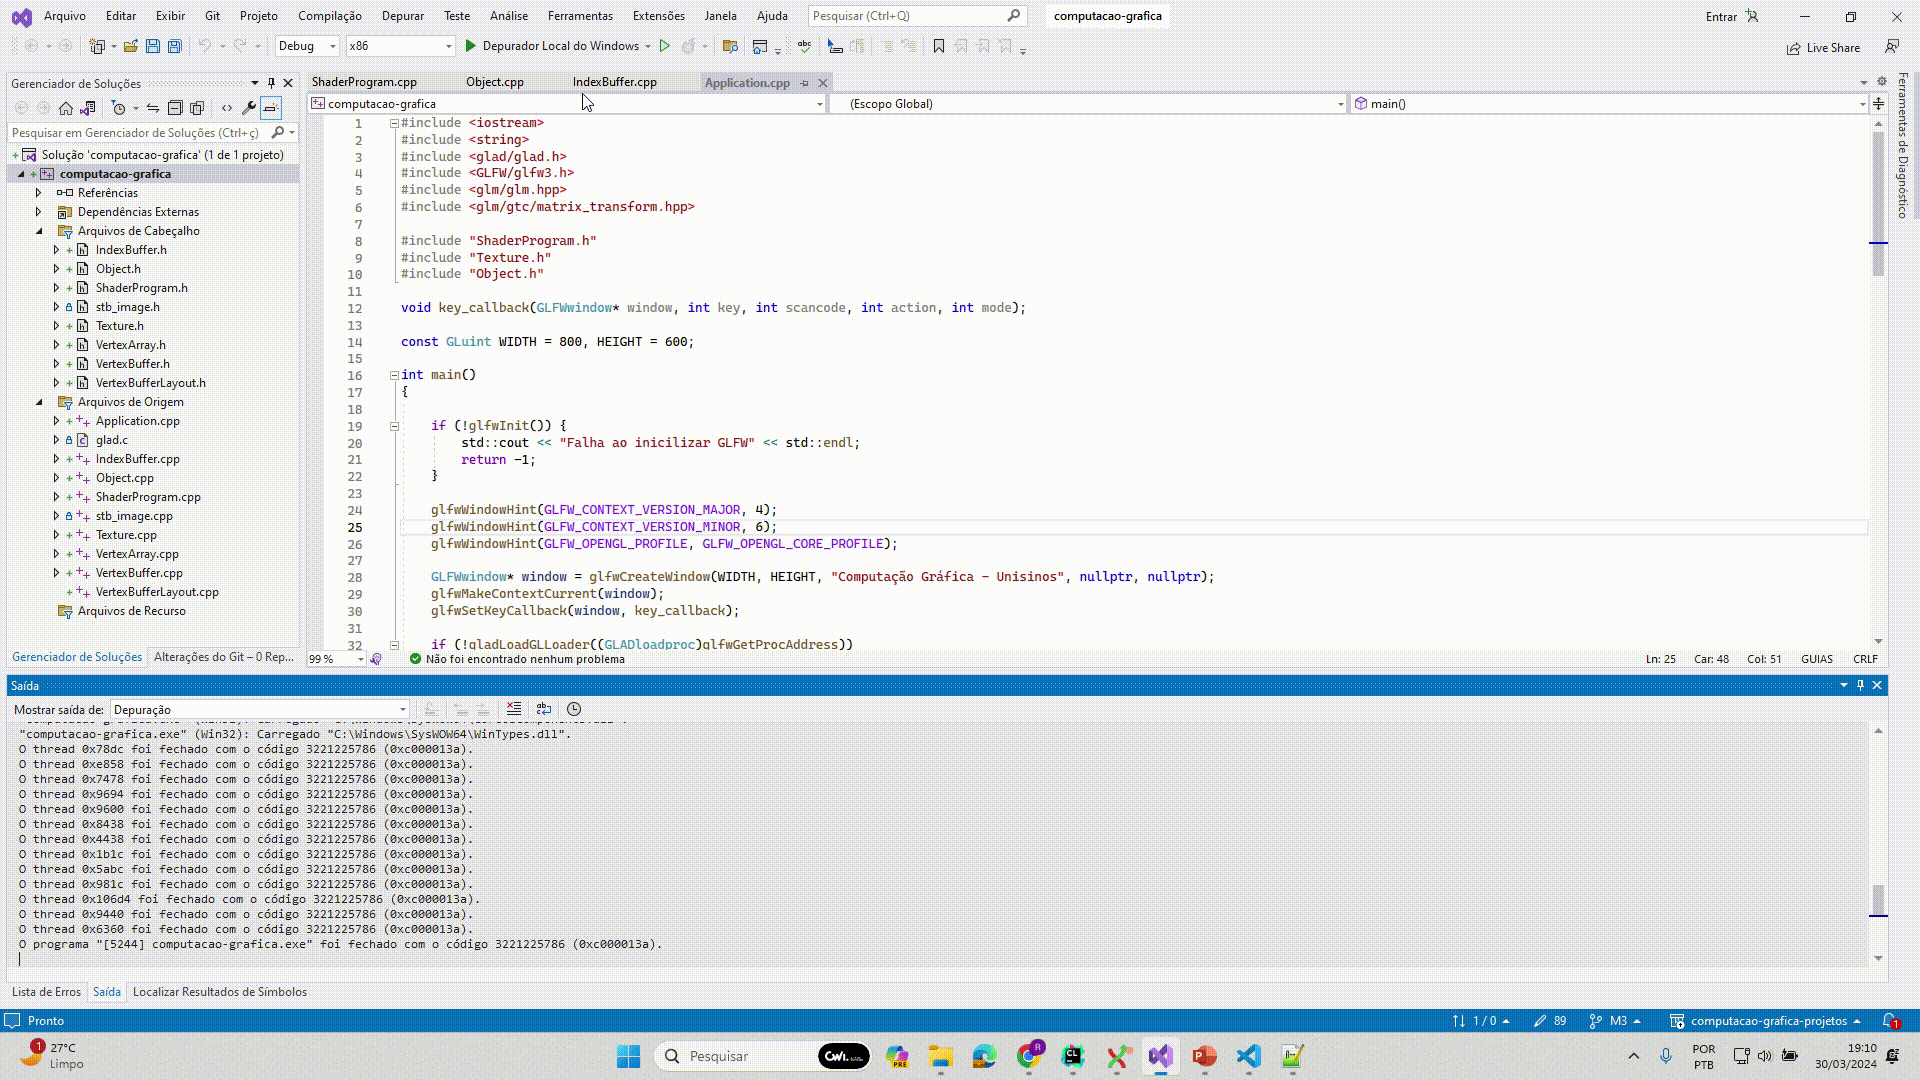 Arquivo Editar Exibir Git Projeto Compilação Depurar Teste Análise Ferramentas Extensões Janela Ajuda Pesquisar (Ctrl+Q) computacao-grafica Entrar
Debug x86 Depurador Local do Windows Live Share
Gerenciador de Soluções
Pesquisar em Gerenciador de Soluções (Ctrl+ç)
Solução 'computacao-grafica' (1 de 1 projeto)
computacao-grafica
Referências
Dependências Externas
Arquivos de Cabeçalho
IndexBuffer.h
Object.h
ShaderProgram.h
stb_image.h
Texture.h
VertexArray.h
VertexBuffer.h
VertexBufferLayout.h
Arquivos de Origem
Application.cpp
glad.c
IndexBuffer.cpp
Object.cpp
ShaderProgram.cpp
stb_image.cpp
Texture.cpp
VertexArray.cpp
VertexBuffer.cpp
VertexBufferLayout.cpp
Arquivos de Recurso
Gerenciador de Soluções Alterações do Git – 0 Rep...
ShaderProgram.cpp Object.cpp IndexBuffer.cpp Application.cpp
computacao-grafica (Escopo Global) main()
1 #include <iostream>
2 #include <string>
3 #include <glad/glad.h>
4 #include <GLFW/glfw3.h>
5 #include <glm/glm.hpp>
6 #include <glm/gtc/matrix_transform.hpp>
7
8 #include "ShaderProgram.h"
9 #include "Texture.h"
10 #include "Object.h"
11
12 void key_callback(GLFWwindow* window, int key, int scancode, int action, int mode);
13
14 const GLuint WIDTH = 800, HEIGHT = 600;
15
16 int main()
17 {
18
19 if (!glfwInit()) {
20 std::cout << "Falha ao inicilizar GLFW" << std::endl;
21 return -1;
22 }
23
24 glfwWindowHint(GLFW_CONTEXT_VERSION_MAJOR, 4);
25 glfwWindowHint(GLFW_CONTEXT_VERSION_MINOR, 6);
26 glfwWindowHint(GLFW_OPENGL_PROFILE, GLFW_OPENGL_CORE_PROFILE);
27
28 GLFWwindow* window = glfwCreateWindow(WIDTH, HEIGHT, "Computação Gráfica - Unisinos", nullptr, nullptr);
29 glfwMakeContextCurrent(window);
30 glfwSetKeyCallback(window, key_callback);
31
32 if (!gladLoadGLLoader((GLADloadproc)glfwGetProcAddress))
99 % Não foi encontrado nenhum problema Ln: 25 Car: 48 Col: 51 GUIAS CRLF
Ferramentas de Diagnóstico
Saída
Mostrar saída de: Depuração
"computacao-grafica.exe" (Win32): Carregado "C:\Windows\SysWOW64\WinTypes.dll".
O thread 0x78dc foi fechado com o código 3221225786 (0xc000013a).
O thread 0xe858 foi fechado com o código 3221225786 (0xc000013a).
O thread 0x7478 foi fechado com o código 3221225786 (0xc000013a).
O thread 0x9694 foi fechado com o código 3221225786 (0xc000013a).
O thread 0x9600 foi fechado com o código 3221225786 (0xc000013a).
O thread 0x8438 foi fechado com o código 3221225786 (0xc000013a).
O thread 0x4438 foi fechado com o código 3221225786 (0xc000013a).
O thread 0x1b1c foi fechado com o código 3221225786 (0xc000013a).
O thread 0x5abc foi fechado com o código 3221225786 (0xc000013a).
O thread 0x981c foi fechado com o código 3221225786 (0xc000013a).
O thread 0x106d4 foi fechado com o código 3221225786 (0xc000013a).
O thread 0x9440 foi fechado com o código 3221225786 (0xc000013a).
O thread 0x6360 foi fechado com o código 3221225786 (0xc000013a).
O programa "[5244] computacao-grafica.exe" foi fechado com o código 3221225786 (0xc000013a).
Lista de Erros Saída Localizar Resultados de Símbolos
Pronto 1 / 0 89 M3 computacao-grafica-projetos 1
1 27°C
Limpo
Pesquisar CWI PRE R CL
POR
PTB
19:10
30/03/2024